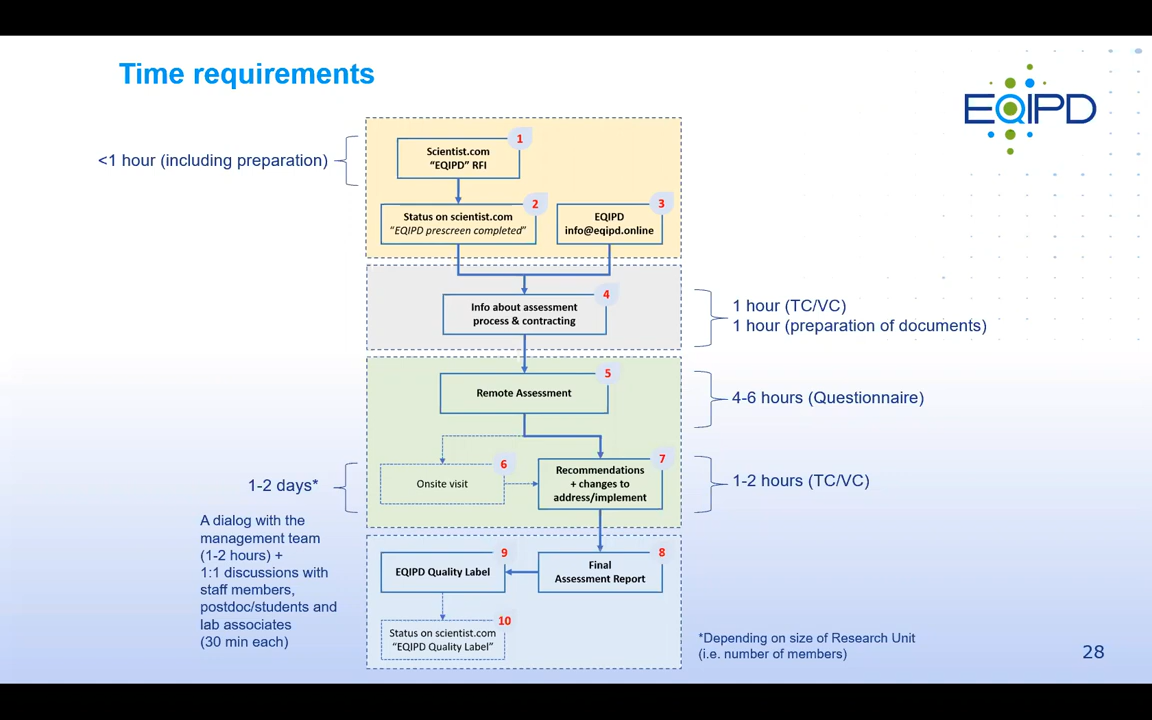 Time requirements
EQIPD
<1 hour (including preparation)
1
Scientist.com
“EQIPD” RFI
2
Status on scientist.com
“EQIPD prescreen completed”
3
EQIPD
info@eqipd.online
4
Info about assessment
process & contracting
1 hour (TC/VC)
1 hour (preparation of documents)
5
Remote Assessment
4-6 hours (Questionnaire)
6
Onsite visit
1-2 days*
A dialog with the
management team
(1-2 hours) +
1:1 discussions with
staff members,
postdoc/students and
lab associates
(30 min each)
7
Recommendations
+ changes to
address/implement
1-2 hours (TC/VC)
8
Final
Assessment Report
9
EQIPD Quality Label
10
Status on scientist.com
“EQIPD Quality Label”
*Depending on size of Research Unit
(i.e. number of members)
28